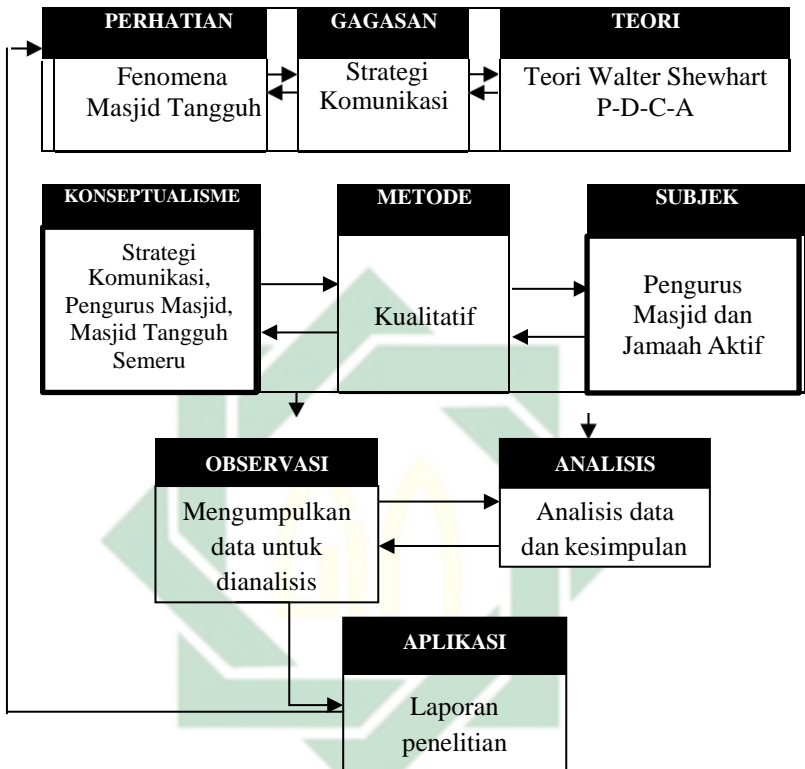 PERHATIAN
GAGASAN
TEORI
Fenomena
Masjid Tangguh
Strategi
Komunikasi
Teori Walter Shewhart
P-D-C-A
KONSEPTUALISME
METODE
SUBJEK
Strategi
Komunikasi,
Pengurus Masjid,
Masjid Tangguh
Semeru
Kualitatif
Pengurus
Masjid dan
Jamaah Aktif
OBSERVASI
ANALISIS
Mengumpulkan
data untuk
dianalisis
Analisis data
dan kesimpulan
APLIKASI
Laporan
penelitian